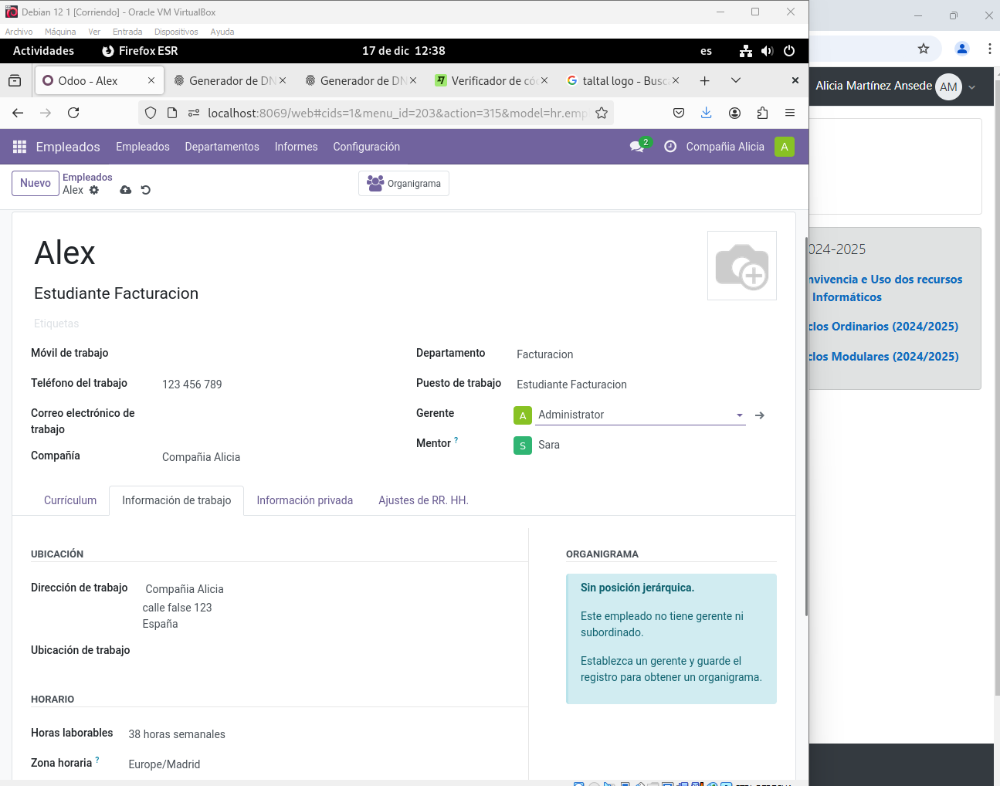 Debian 12 1 [Corriendo] - Oracle VM VirtualBox
Archivo Máquina Ver Entrada Dispositivos Ayuda
Actividades Firefox ESR 17 de dic 12:38 es
Odoo - Alex Generador de DN Generador de DN Verificador de có taltal logo - Busc
localhost:8069/web#cids=1&menu_id=203&action=315&model=hr.emp
Alicia Martínez Ansede AM
Empleados Empleados Departamentos Informes Configuración 2 Compañia Alicia A
Nuevo Empleados
Alex
Organigrama
Alex
Estudiante Facturacion
Etiquetas
Móvil de trabajo
Teléfono del trabajo 123 456 789
Correo electrónico de
trabajo
Compañía Compañia Alicia
Departamento Facturacion
Puesto de trabajo Estudiante Facturacion
Gerente A Administrator
Mentor ? S Sara
Currículum Información de trabajo Información privada Ajustes de RR. HH.
UBICACIÓN
Dirección de trabajo Compañia Alicia
calle false 123
España
Ubicación de trabajo
HORARIO
Horas laborables 38 horas semanales
Zona horaria ? Europe/Madrid
ORGANIGRAMA
Sin posición jerárquica.
Este empleado no tiene gerente ni
subordinado.
Establezca un gerente y guarde el
registro para obtener un organigrama.
024-2025
nvivencia e Uso dos recursos
Informáticos
clos Ordinarios (2024/2025)
clos Modulares (2024/2025)